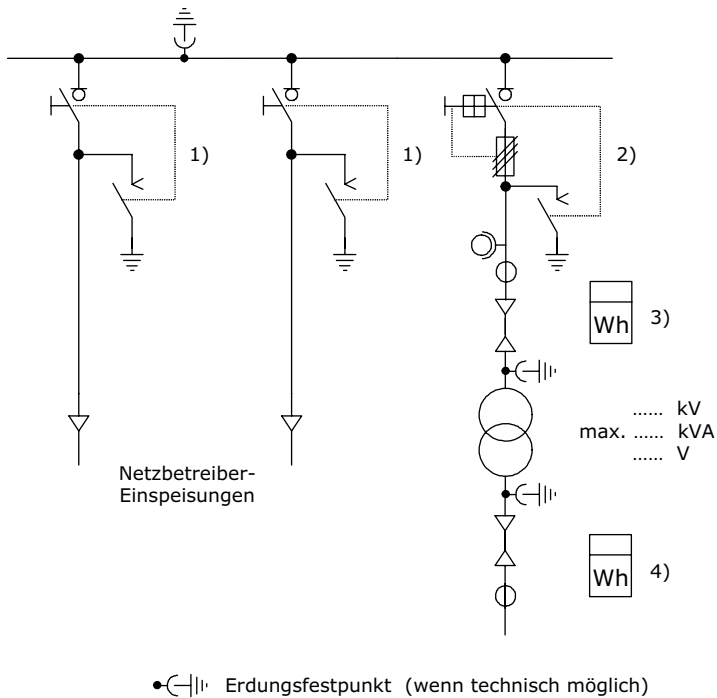 1)
1)
2)
Wh
3)
...... kV
max. ...... kVA
...... V
Netzbetreiber-
Einspeisungen
Wh
4)
Erdungsfestpunkt (wenn technisch möglich)